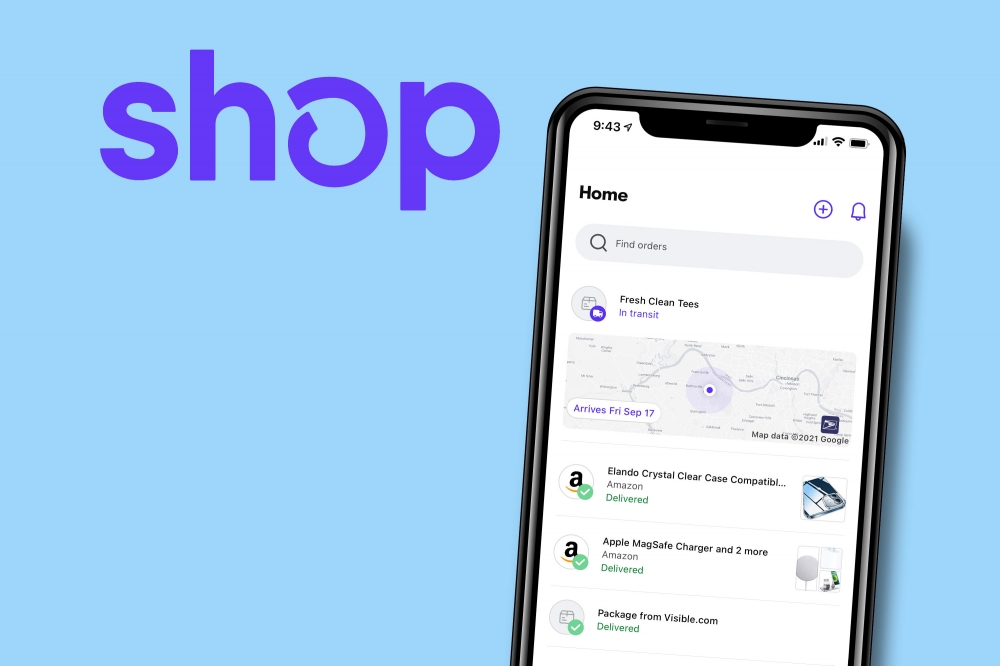 shop
9:43
Home
Find orders
Fresh Clean Tees
In transit
Cincinnati
Arrives Fri Sep 17
Map data ©2021 Google
Elando Crystal Clear Case Compatibl...
Amazon
Delivered
Apple MagSafe Charger and 2 more
Amazon
Delivered
Package from Visible.com
Delivered